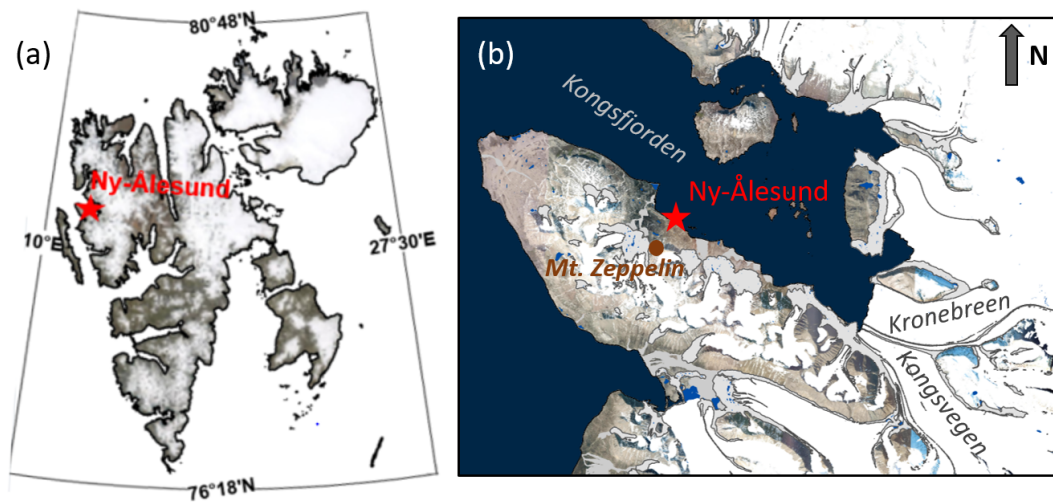 (a)
80°48'N
Ny-Ålesund
10°E
27°30'E
76°18'N
(b)
N
Kongsfjorden
Ny-Ålesund
Mt. Zeppelin
Kronebreen
Kongsvegen